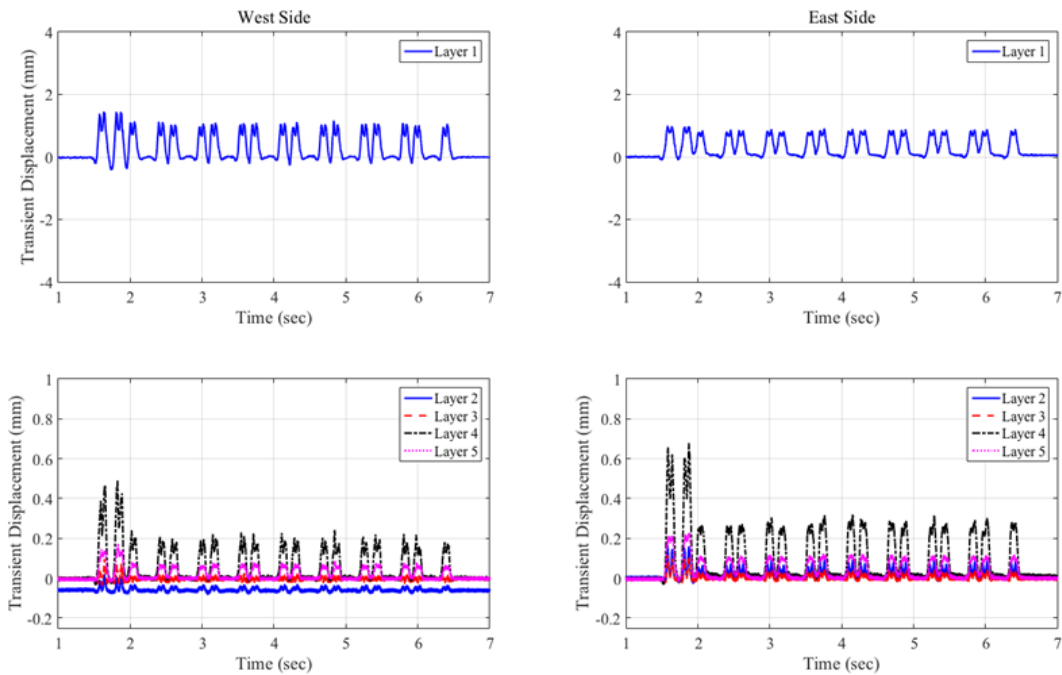 West Side
4
2
0
-2
-4
Transient Displacement (mm)
Layer 1
1 2 3 4 5 6 7
Time (sec)
East Side
4
2
0
-2
-4
Transient Displacement (mm)
Layer 1
1 2 3 4 5 6 7
Time (sec)
1
0.8
0.6
0.4
0.2
0
-0.2
Transient Displacement (mm)
Layer 2
Layer 3
Layer 4
Layer 5
1 2 3 4 5 6 7
Time (sec)
1
0.8
0.6
0.4
0.2
0
-0.2
Transient Displacement (mm)
Layer 2
Layer 3
Layer 4
Layer 5
1 2 3 4 5 6 7
Time (sec)